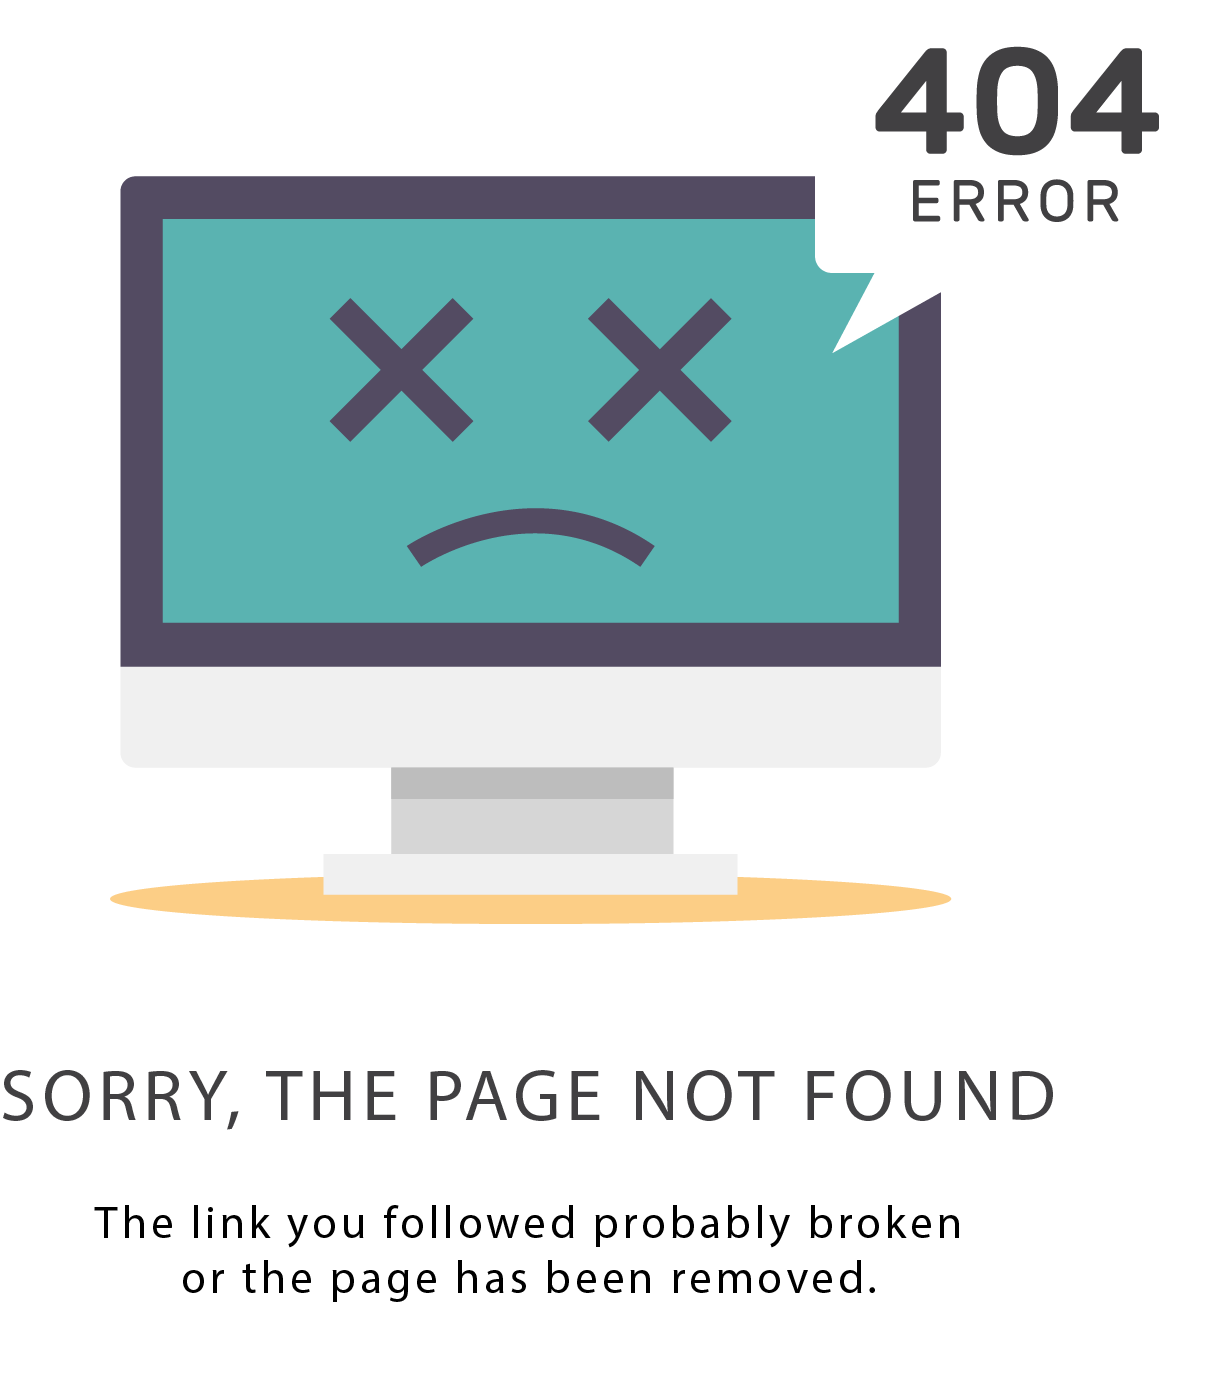 404
ERROR
SORRY, THE PAGE NOT FOUND
The link you followed probably broken
or the page has been removed.